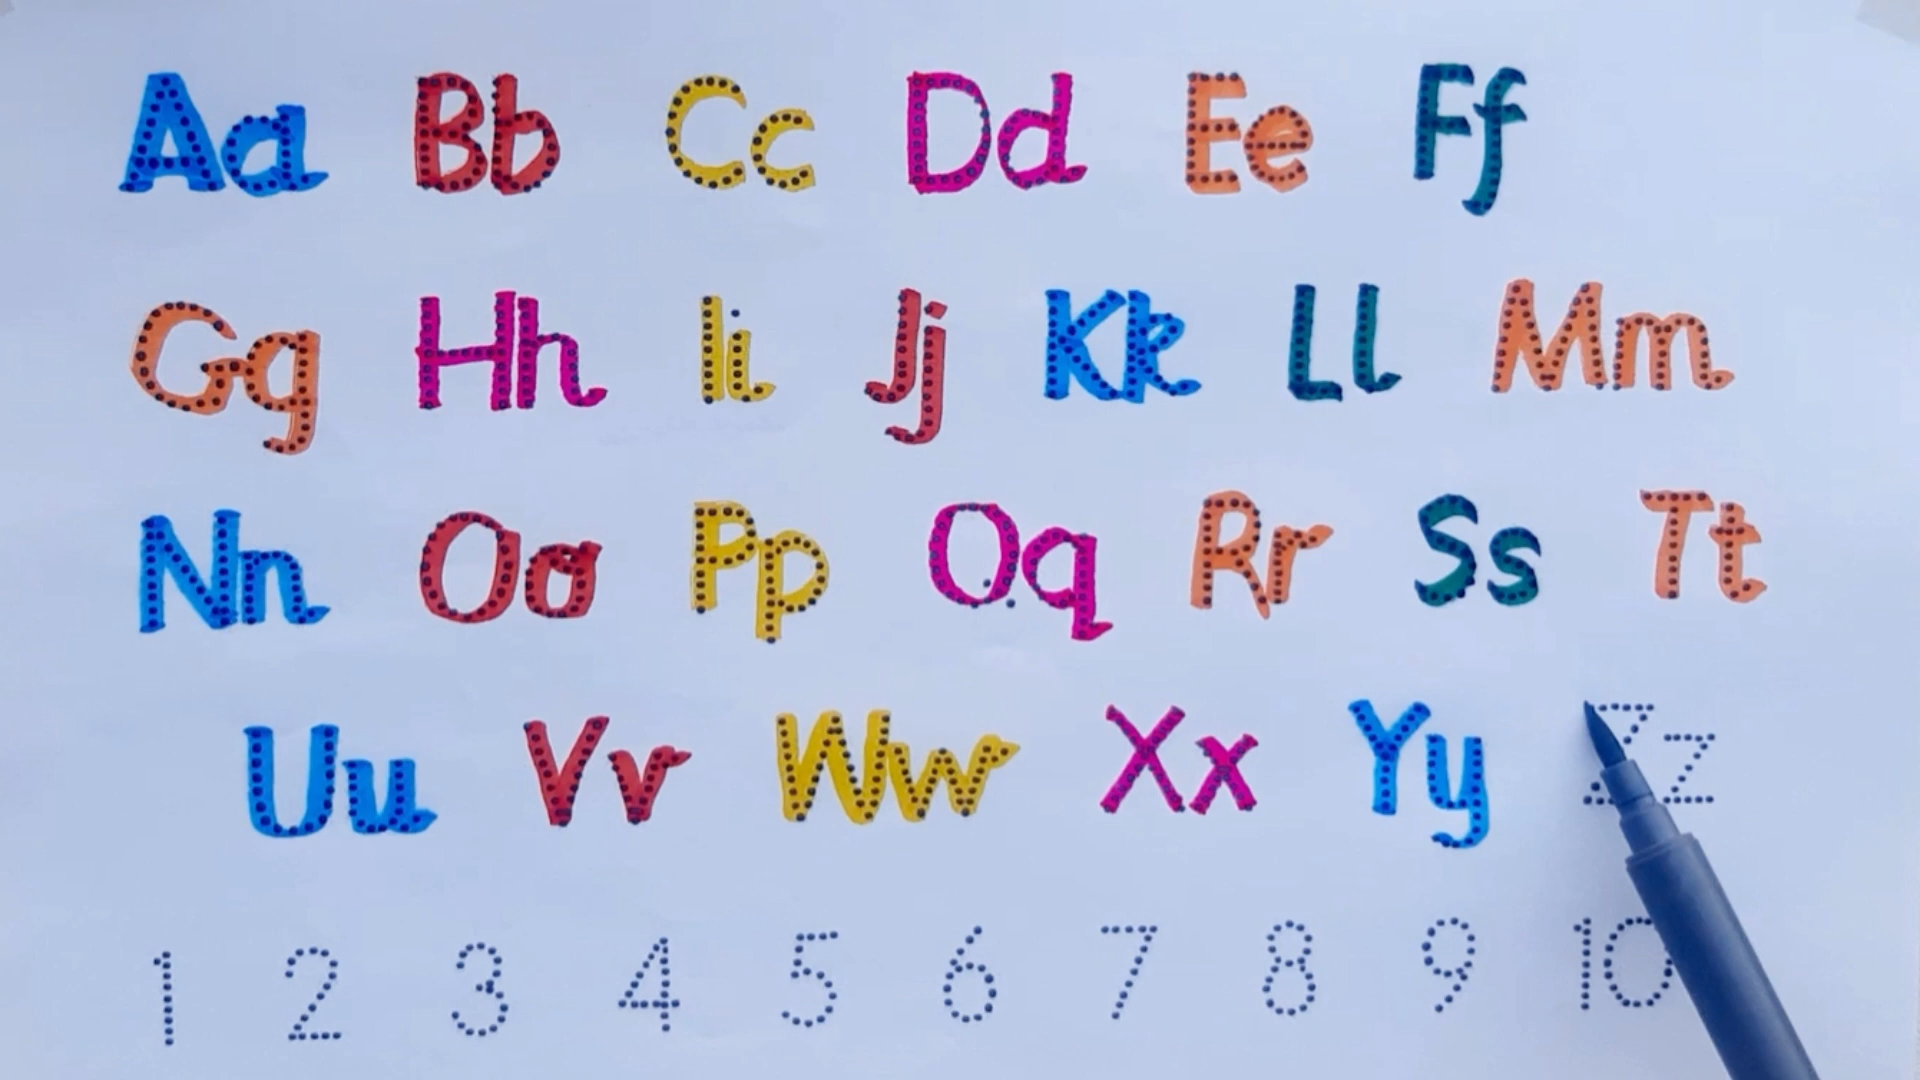 Aa Bb Cc Dd Ee Ff
Gg Hh Ii Jj Kk Ll Mm
Nn Oo Pp Qq Rr Ss Tt
Uu Vv Ww Xx Yy Zz
1 2 3 4 5 6 7 8 9 10